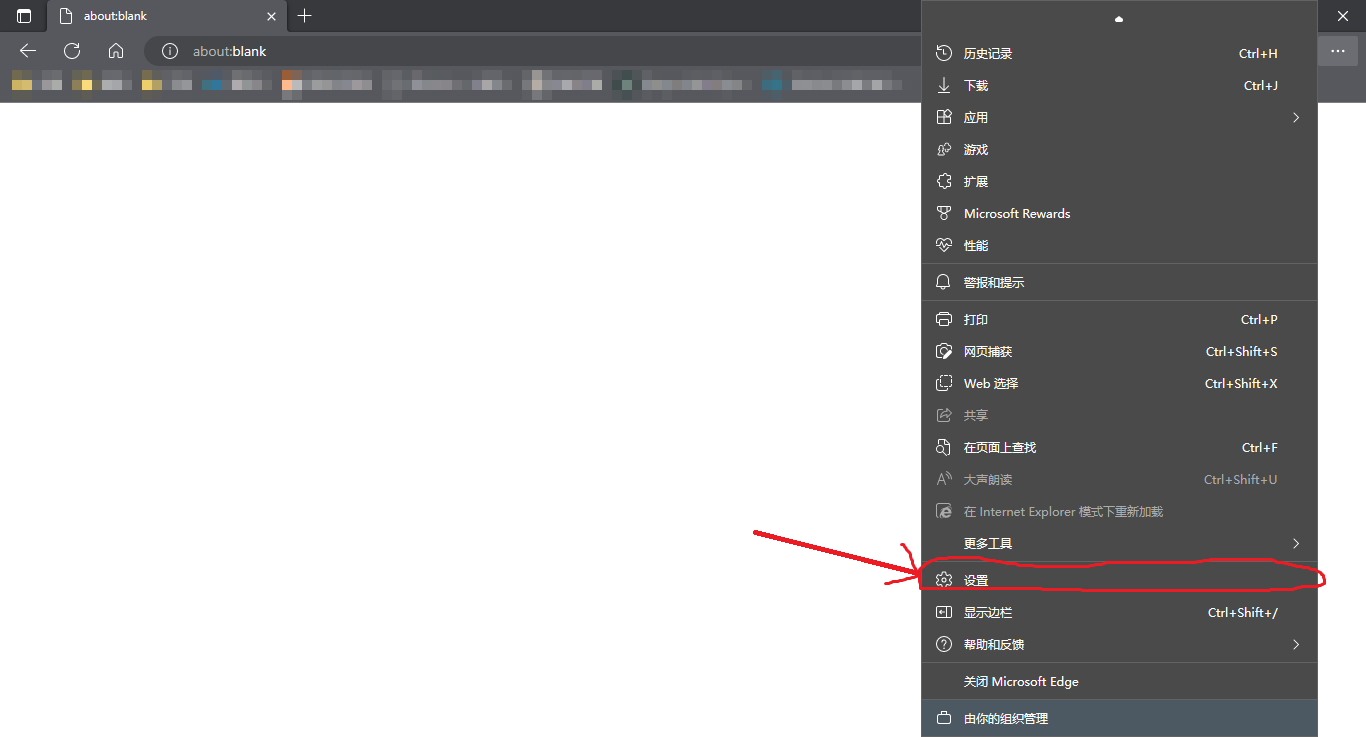 about:blank
about:blank
历史记录 Ctrl+H
下载 Ctrl+J
应用
游戏
扩展
Microsoft Rewards
性能
警报和提示
打印 Ctrl+P
网页捕获 Ctrl+Shift+S
Web 选择 Ctrl+Shift+X
共享
在页面上查找 Ctrl+F
大声朗读 Ctrl+Shift+U
在 Internet Explorer 模式下重新加载
更多工具
设置
显示边栏 Ctrl+Shift+/
帮助和反馈
关闭 Microsoft Edge
由你的组织管理